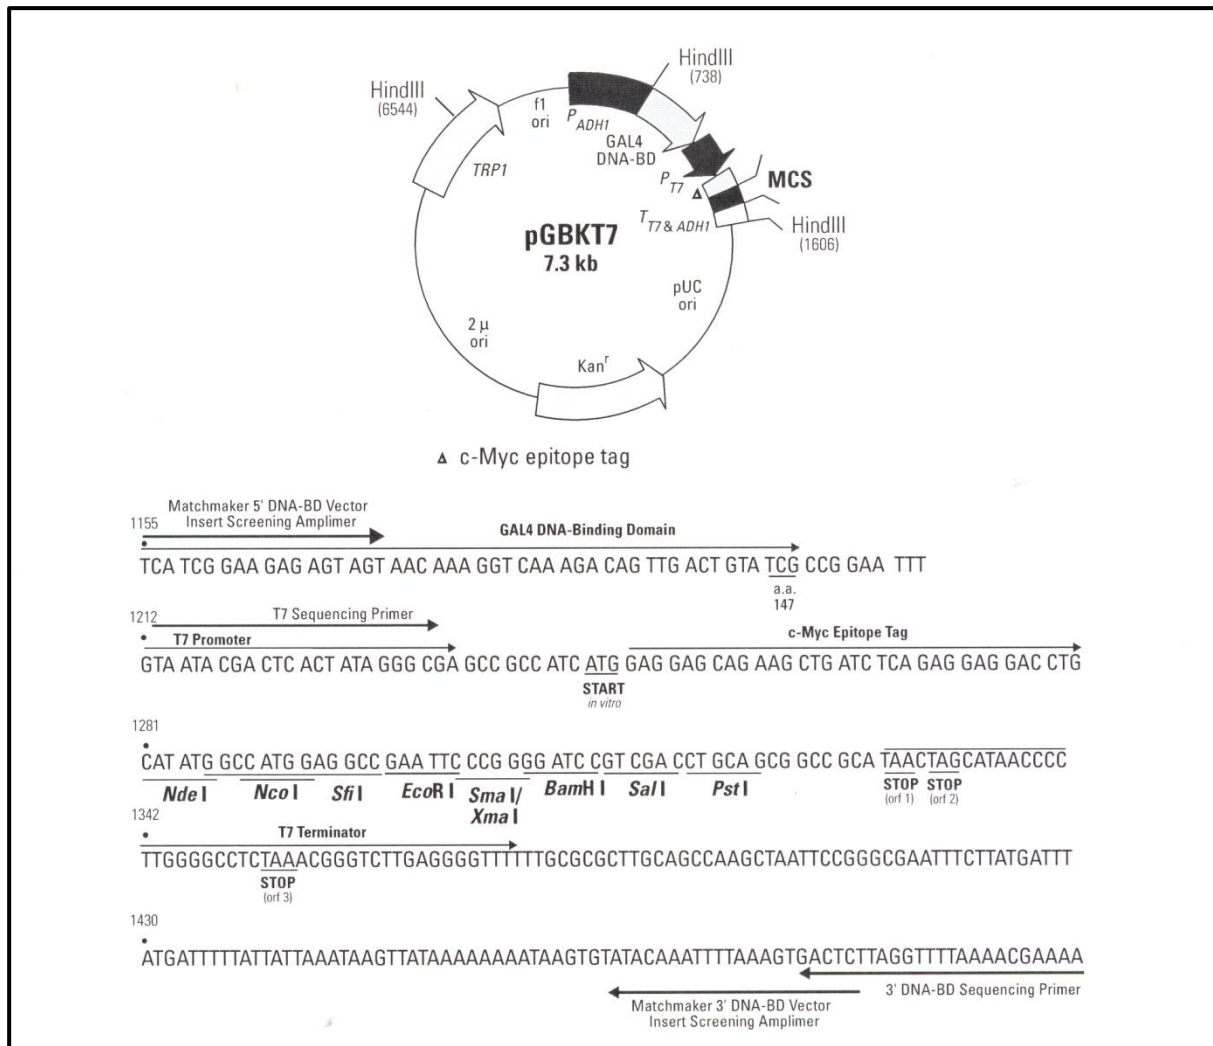 HindIII
(738)
HindIII
(6544)
f1
ori
P ADH1
GAL4
DNA-BD
TRP1
P T7
MCS
T T7 & ADH1
HindIII
(1606)
pGBKT7
7.3 kb
pUC
ori
2 µ
ori
Kan r
c-Myc epitope tag
Matchmaker 5' DNA-BD Vector
Insert Screening Amplimer
1155
GAL4 DNA-Binding Domain
TCA TCG GAA GAG AGT AGT AAC AAA GGT CAA AGA CAG TTG ACT GTA TCG CCG GAA TTT
a.a.
147
1212
T7 Sequencing Primer
T7 Promoter
c-Myc Epitope Tag
GTA ATA CGA CTC ACT ATA GGG CGA GCC GCC ATC ATG GAG GAG CAG AAG CTG ATC TCA GAG GAG GAC CTG
START
in vitro
1281
CAT ATG GCC ATG GAG GCC GAA TTC CCG GGG ATC CGT CGA CCT GCA GCG GCC GCA TAACTAGCATAACCCC
Nde I Nco I Sfi I EcoR I Sma I/ BamH I Sal I Pst I STOP STOP
Xma I (orf 1) (orf 2)
1342
T7 Terminator
TTGGGGCCTCTAAACGGGTCTTGAGGGGTTTTTTGCGCGCTTGCAGCCAAGCTAATTCCGGGCGAATTTCTTATGATTT
STOP
(orf 3)
1430
ATGATTTTTATTATTAAATAAGTTATAAAAAAAATAAGTGTATACAAATTTTAAAGTGACTCTTAGGTTTTAAAACGAAAA
3' DNA-BD Sequencing Primer
Matchmaker 3' DNA-BD Vector
Insert Screening Amplimer